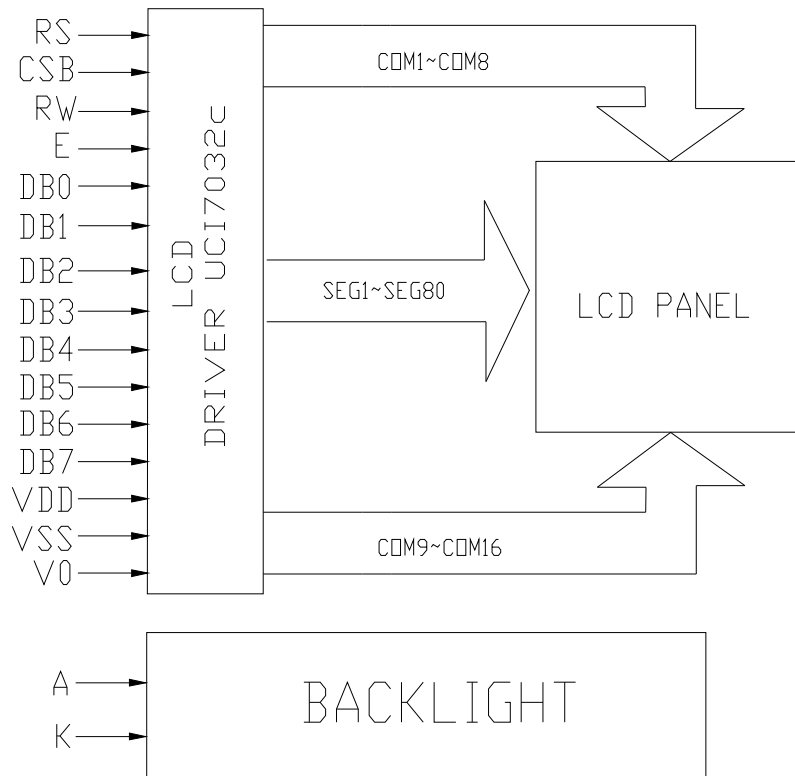 RS
CSB
RW
E
DB0
DB1
DB2
DB3
DB4
DB5
DB6
DB7
VDD
VSS
V0
LCD
DRIVER UCI7032c
COM1~COM8
SEG1~SEG80
COM9~COM16
LCD PANEL
A
K
BACKLIGHT